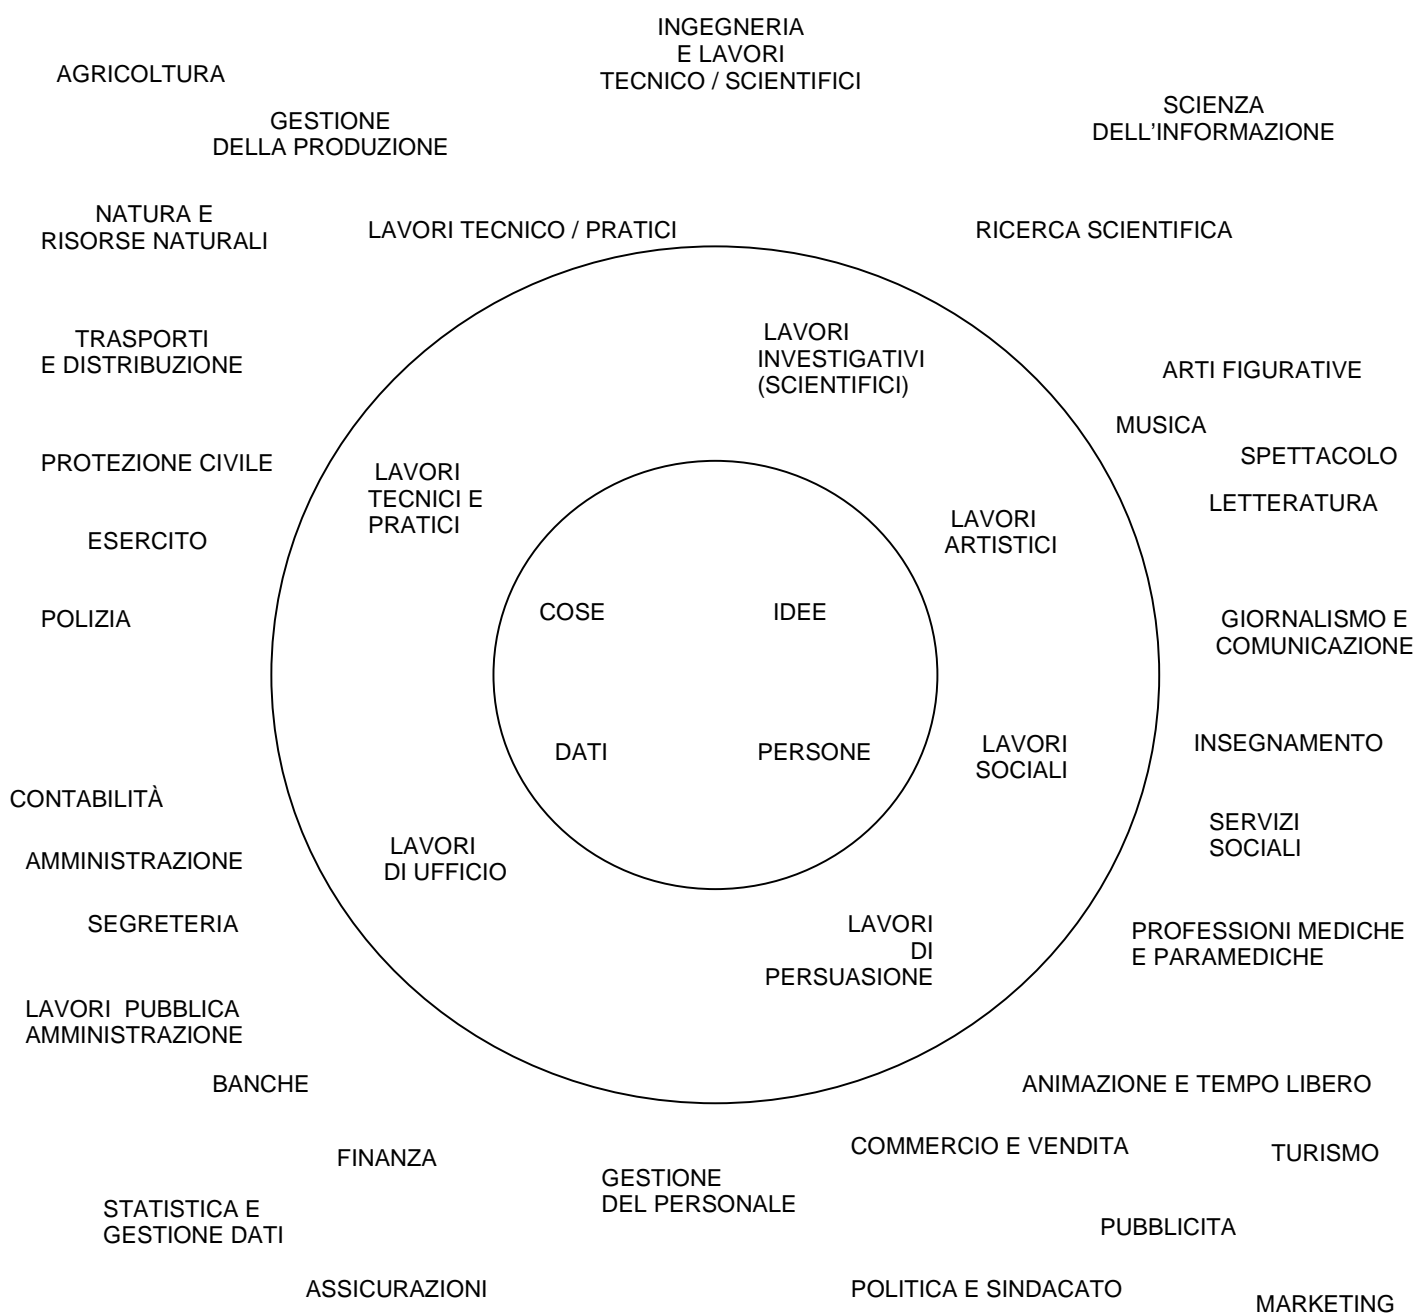 INGEGNERIA
E LAVORI
TECNICO / SCIENTIFICI
AGRICOLTURA
SCIENZA
DELL'INFORMAZIONE
GESTIONE
DELLA PRODUZIONE
NATURA E
RISORSE NATURALI
LAVORI TECNICO / PRATICI
RICERCA SCIENTIFICA
TRASPORTI
E DISTRIBUZIONE
LAVORI
INVESTIGATIVI
(SCIENTIFICI)
ARTI FIGURATIVE
MUSICA
SPETTACOLO
LETTERATURA
PROTEZIONE CIVILE
LAVORI
TECNICI E
PRATICI
LAVORI
ARTISTICI
ESERCITO
POLIZIA
COSE
IDEE
GIORNALISMO E
COMUNICAZIONE
DATI
PERSONE
LAVORI
SOCIALI
INSEGNAMENTO
CONTABILITÀ
SERVIZI
SOCIALI
AMMINISTRAZIONE
LAVORI
DI UFFICIO
SEGRETERIA
LAVORI
DI
PERSUASIONE
PROFESSIONI MEDICHE
E PARAMEDICHE
LAVORI PUBBLICA
AMMINISTRAZIONE
BANCHE
ANIMAZIONE E TEMPO LIBERO
FINANZA
COMMERCIO E VENDITA
TURISMO
GESTIONE
DEL PERSONALE
STATISTICA E
GESTIONE DATI
PUBBLICITA
ASSICURAZIONI
POLITICA E SINDACATO
MARKETING